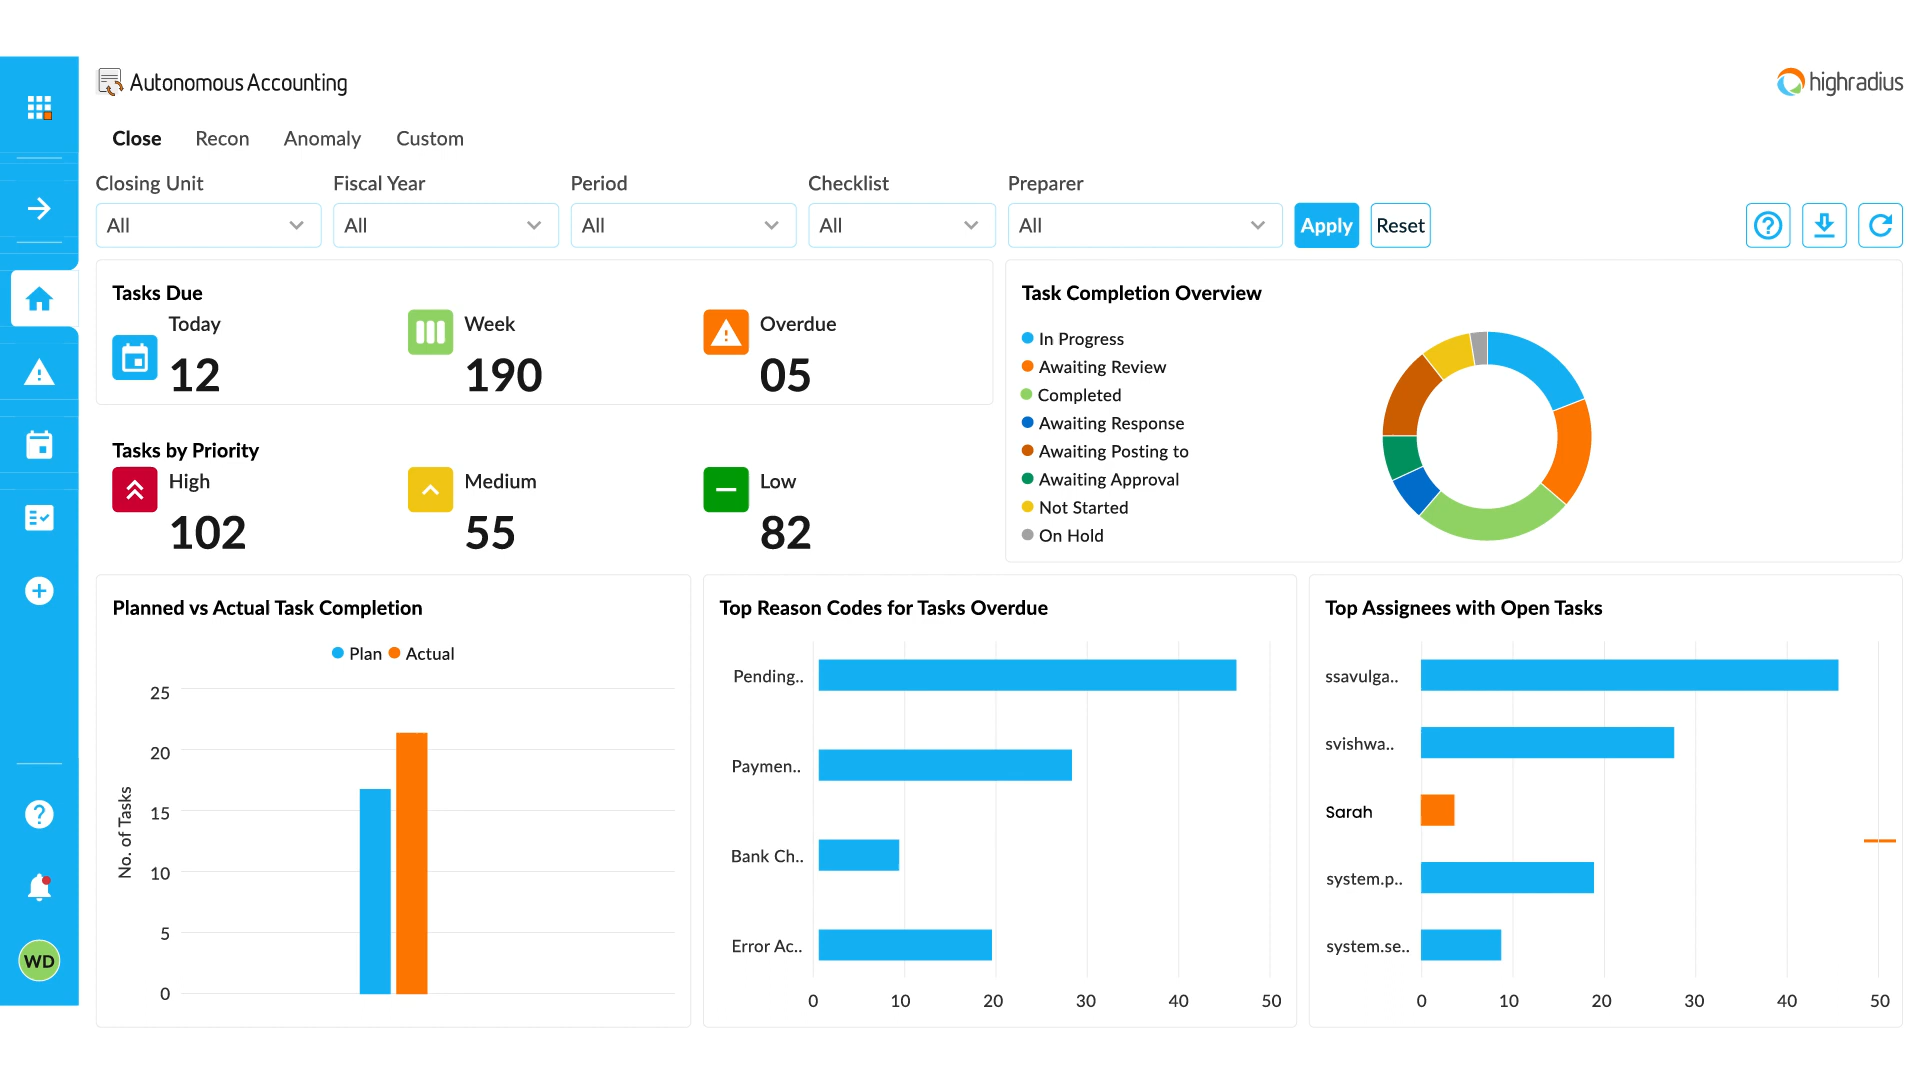 Autonomous Accounting
highradius
Close Recon Anomaly Custom
Closing Unit Fiscal Year Period Checklist Preparer
All All All All All Apply Reset
Tasks Due
Today Week Overdue
12 190 05
Tasks by Priority
High Medium Low
102 55 82
Task Completion Overview
In Progress
Awaiting Review
Completed
Awaiting Response
Awaiting Posting to
Awaiting Approval
Not Started
On Hold
Planned vs Actual Task Completion
Plan Actual
No. of Tasks
25
20
15
10
5
0
Top Reason Codes for Tasks Overdue
Pending..
Paymen..
Bank Ch..
Error Ac..
0 10 20 30 40 50
Top Assignees with Open Tasks
ssavulga..
svishwa..
Sarah
system.p..
system.se..
0 10 20 30 40 50
WD